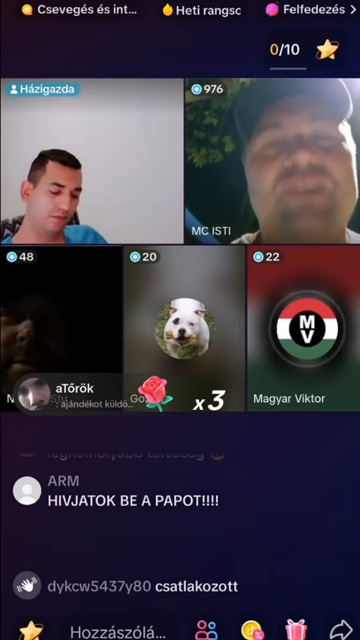 Csevegés és int...
Heti rangsc
Felfedezés
0/10
Házigazda
976
MC ISTI
48
20
22
MV
aTőrök
ajándékot küldö...
x3
Magyar Viktor
ARM
HIVJATOK BE A PAPOT!!!!
dykcw5437y80 csatlakozott
Hozzászólá...